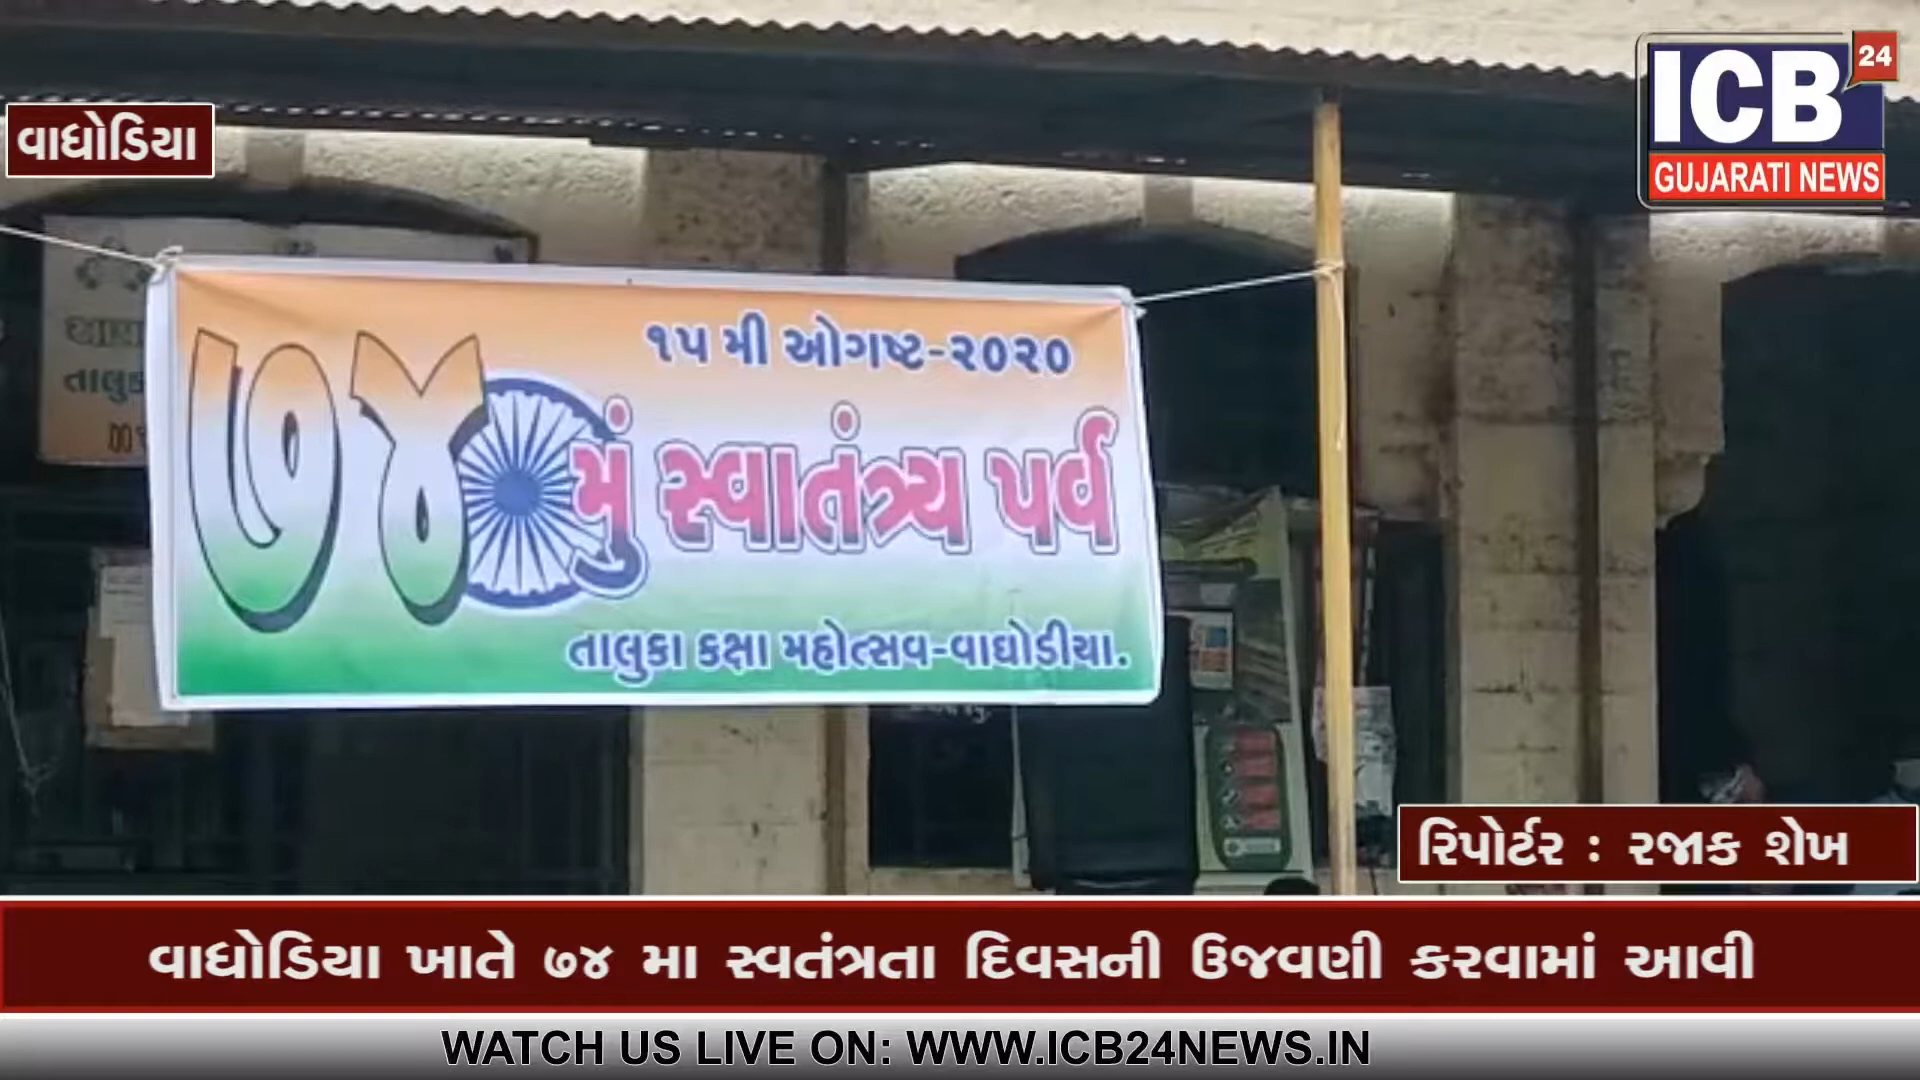 ICB 24
GUJARATI NEWS
વાઘોડિયા
૧૫ મી ઓગષ્ટ-૨૦૨૦
૭૪મું સ્વાતંત્ર્ય પર્વ
તાલુકા કક્ષા મહોત્સવ-વાઘોડીયા.
રિપોર્ટર : રજાક શેખ
વાઘોડિયા ખાતે ૭૪ મા સ્વતંત્રતા દિવસની ઉજવણી કરવામાં આવી
WATCH US LIVE ON: WWW.ICB24NEWS.IN